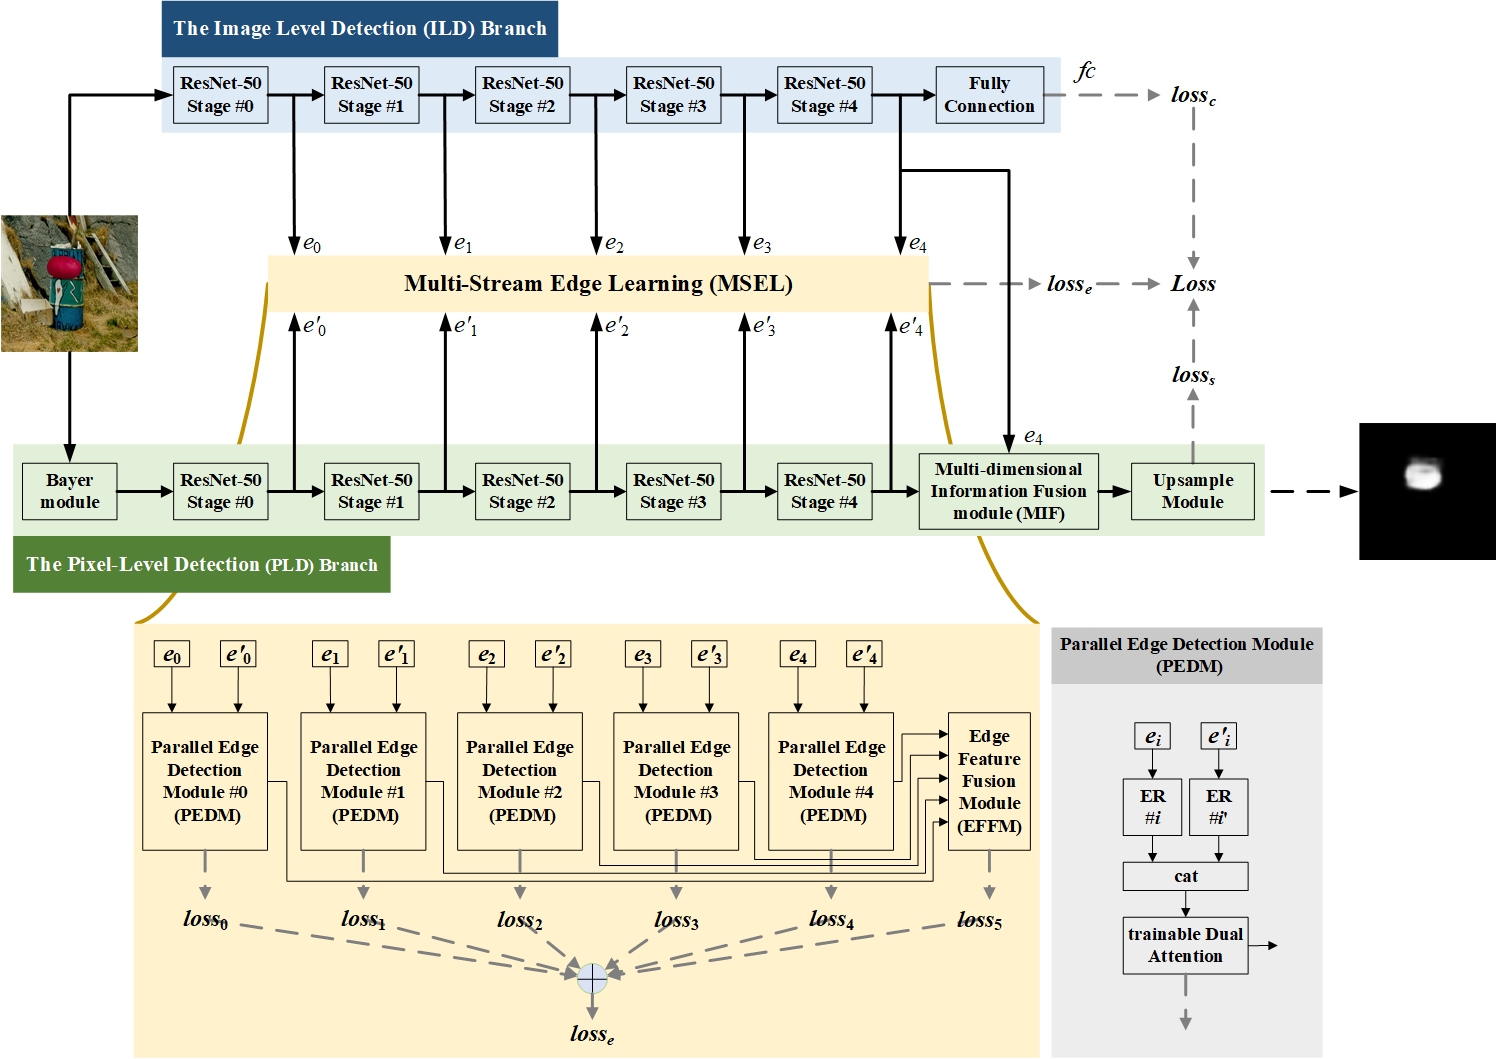 The Image Level Detection (ILD) Branch
ResNet-50
Stage #0
ResNet-50
Stage #1
ResNet-50
Stage #2
ResNet-50
Stage #3
ResNet-50
Stage #4
Fully
Connection
fc
loss_c
e_0
e_1
e_2
e_3
e_4
Multi-Stream Edge Learning (MSEL)
loss_e
Loss
e'_0
e'_1
e'_2
e'_3
e'_4
loss_s
e_4
Bayer
module
ResNet-50
Stage #0
ResNet-50
Stage #1
ResNet-50
Stage #2
ResNet-50
Stage #3
ResNet-50
Stage #4
Multi-dimensional
Information Fusion
module (MIF)
Upsample
Module
The Pixel-Level Detection (PLD) Branch
e_0
e'_0
e_1
e'_1
e_2
e'_2
e_3
e'_3
e_4
e'_4
Parallel Edge
Detection
Module #0
(PEDM)
Parallel Edge
Detection
Module #1
(PEDM)
Parallel Edge
Detection
Module #2
(PEDM)
Parallel Edge
Detection
Module #3
(PEDM)
Parallel Edge
Detection
Module #4
(PEDM)
Edge
Feature
Fusion
Module
(EFFM)
loss_0
loss_1
loss_2
loss_3
loss_4
loss_5
loss_e
Parallel Edge Detection Module
(PEDM)
e_i
e'_i
ER
#i
ER
#i'
cat
trainable Dual
Attention